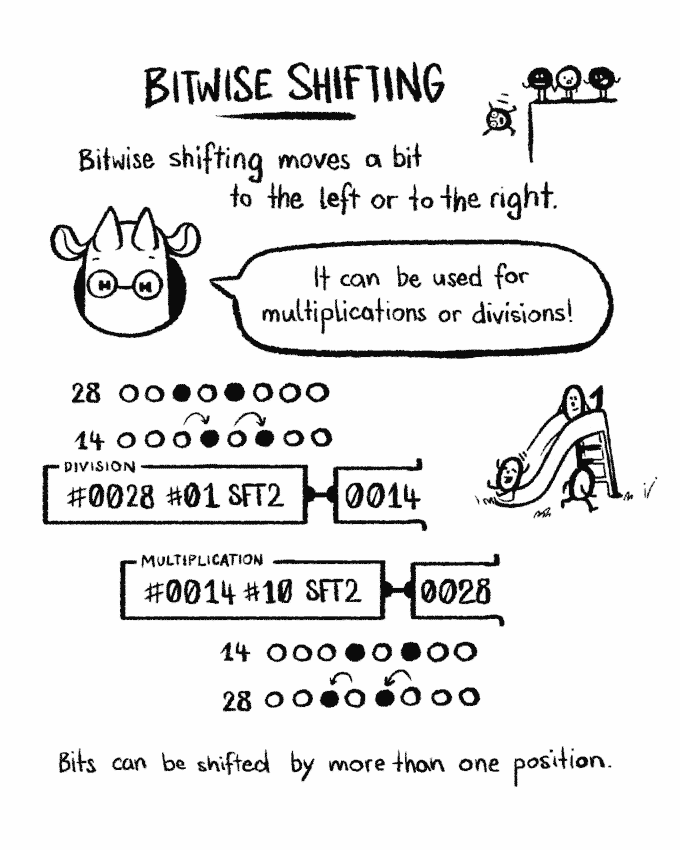 BITWISE SHIFTING
Bitwise shifting moves a bit
to the left or to the right.
It can be used for
multiplications or divisions!
28
14
DIVISION
#0028 #01 SFT2 0014
1
MULTIPLICATION
#0014 #10 SFT2 0028
14
28
Bits can be shifted by more than one position.